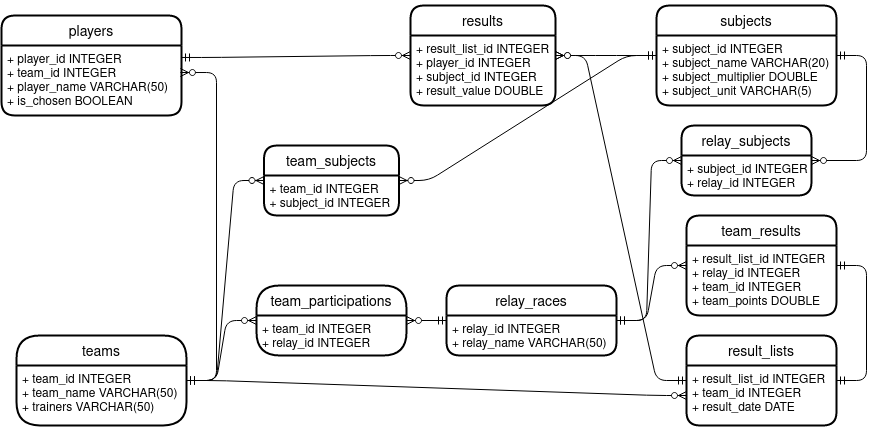 players
+ player_id INTEGER
+ team_id INTEGER
+ player_name VARCHAR(50)
+ is_chosen BOOLEAN
results
+ result_list_id INTEGER
+ player_id INTEGER
+ subject_id INTEGER
+ result_value DOUBLE
subjects
+ subject_id INTEGER
+ subject_name VARCHAR(20)
+ subject_multiplier DOUBLE
+ subject_unit VARCHAR(5)
team_subjects
+ team_id INTEGER
+ subject_id INTEGER
relay_subjects
+ subject_id INTEGER
+ relay_id INTEGER
team_results
+ result_list_id INTEGER
+ relay_id INTEGER
+ team_id INTEGER
+ team_points DOUBLE
team_participations
+ team_id INTEGER
+ relay_id INTEGER
relay_races
+ relay_id INTEGER
+ relay_name VARCHAR(50)
teams
+ team_id INTEGER
+ team_name VARCHAR(50)
+ trainers VARCHAR(50)
result_lists
+ result_list_id INTEGER
+ team_id INTEGER
+ result_date DATE